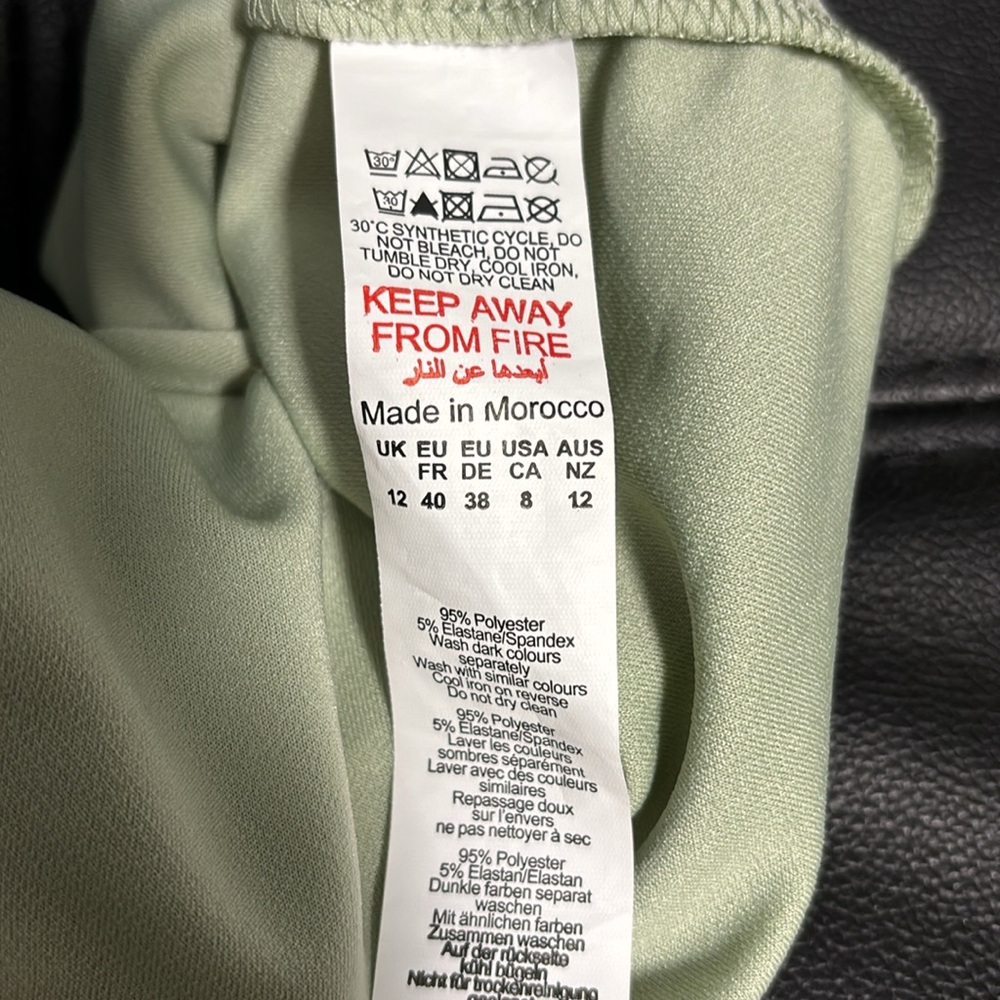 30°
30
30°C SYNTHETIC CYCLE, DO
NOT BLEACH, DO NOT
TUMBLE DRY, COOL IRON,
DO NOT DRY CLEAN
KEEP AWAY
FROM FIRE
أبعدها عن النار
Made in Morocco
UK EU EU USA AUS
FR DE CA NZ
12 40 38 8 12
95% Polyester
5% Elastane/Spandex
Wash dark colours
separately
Wash with similar colours
Cool iron on reverse
Do not dry clean
95% Polyester
5% Elastane/Spandex
Laver les couleurs
sombres séparément
Laver avec des couleurs
similaires
Repassage doux
sur l'envers
ne pas nettoyer à sec
95% Polyester
5% Elastan/Elastan
Dunkle farben separat
waschen
Mit ähnlichen farben
Zusammen waschen
Auf der rückseite
kühl bügeln
Nicht für trockenreinigung